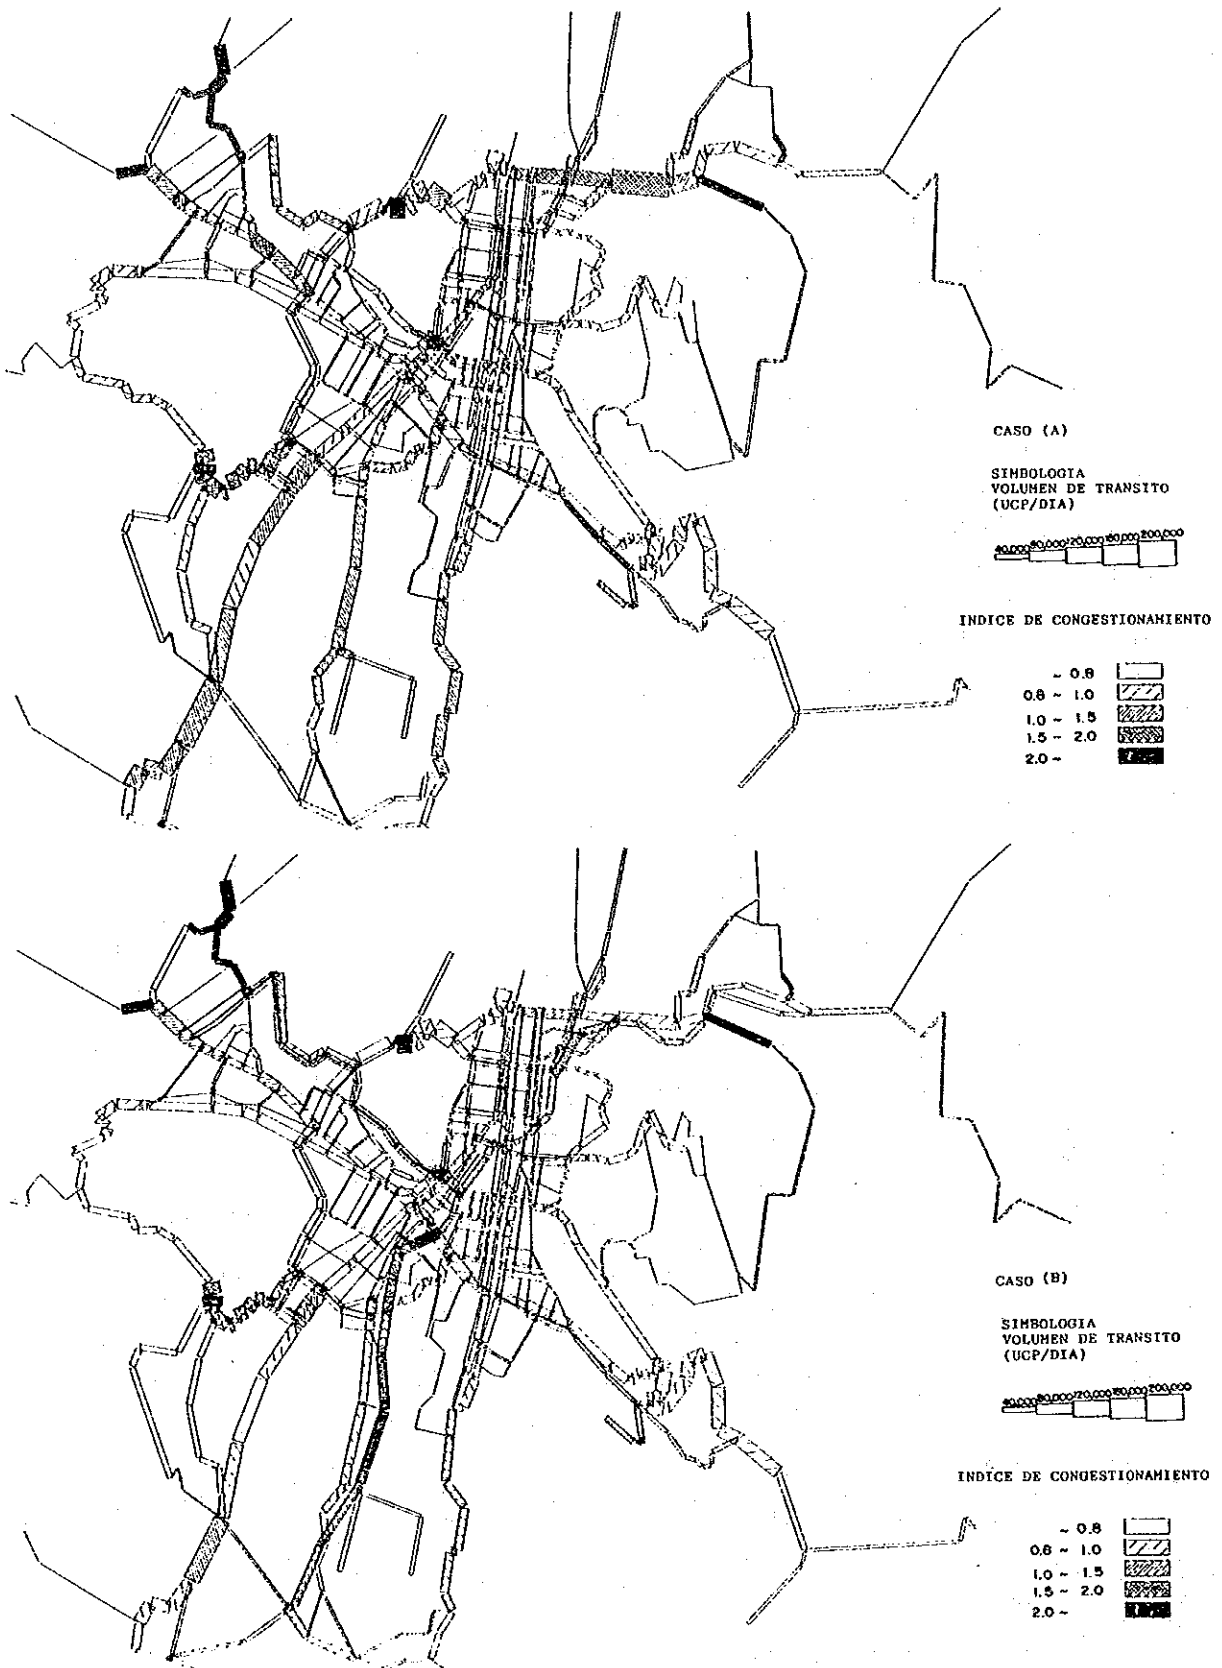 CASO (A)
SIMBOLOGIA
VOLUMEN DE TRANSITO
(UCP/DIA)
40,000 80,000 120,000 160,000 200,000
INDICE DE CONGESTIONAMIENTO
~ 0.8
0.8 ~ 1.0
1.0 ~ 1.5
1.5 ~ 2.0
2.0 ~
CASO (B)
SIMBOLOGIA
VOLUMEN DE TRANSITO
(UCP/DIA)
40,000 80,000 120,000 160,000 200,000
INDICE DE CONGESTIONAMIENTO
~ 0.8
0.8 ~ 1.0
1.0 ~ 1.5
1.5 ~ 2.0
2.0 ~